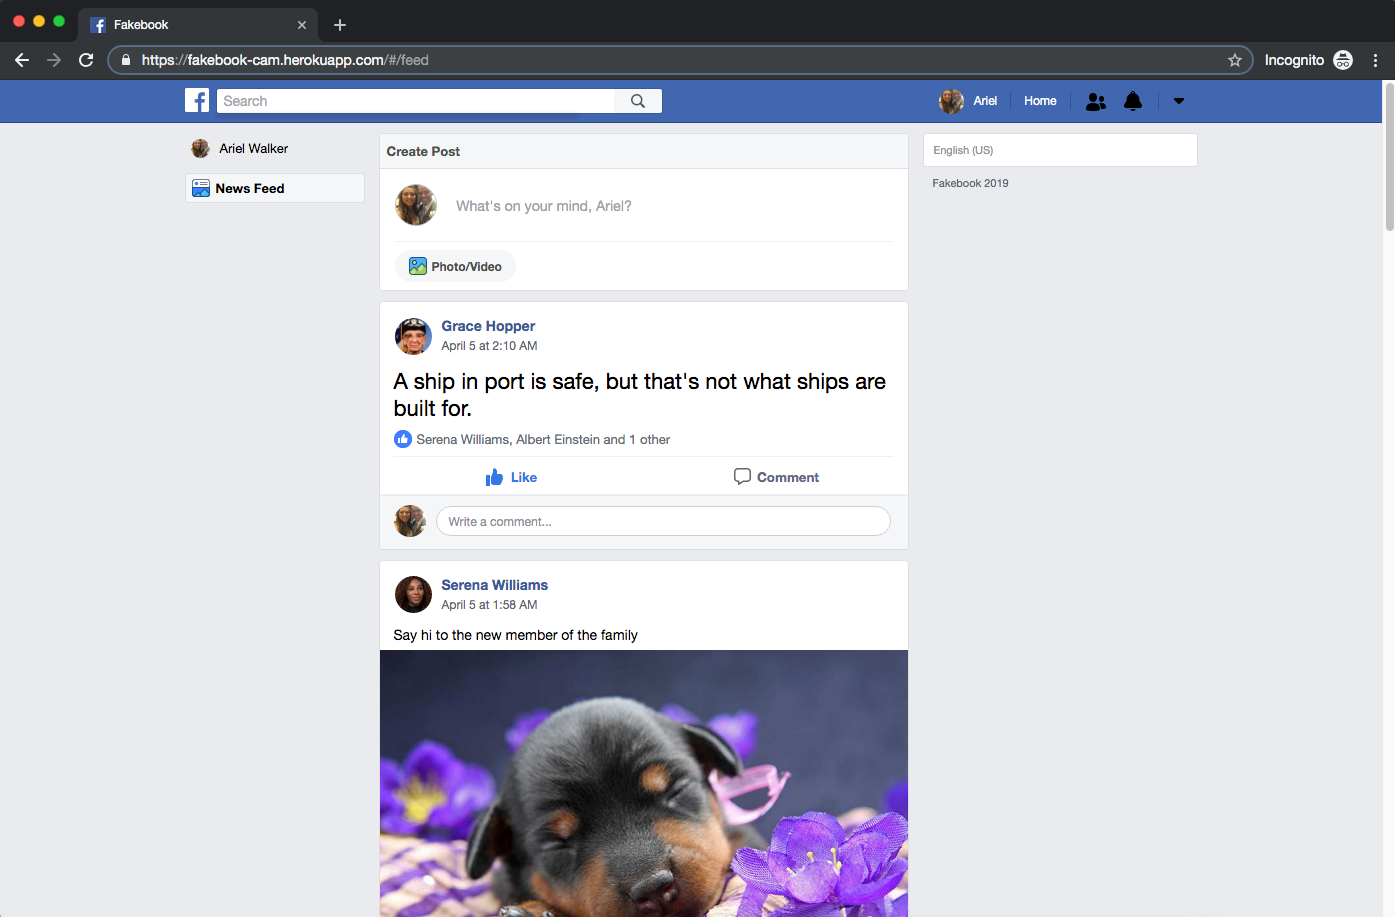 Fakebook
https://fakebook-cam.herokuapp.com/#/feed
Incognito
Search
Ariel
Home
Ariel Walker
News Feed
Create Post
What's on your mind, Ariel?
Photo/Video
English (US)
Fakebook 2019
Grace Hopper
April 5 at 2:10 AM
A ship in port is safe, but that's not what ships are
built for.
Serena Williams, Albert Einstein and 1 other
Like
Comment
Write a comment...
Serena Williams
April 5 at 1:58 AM
Say hi to the new member of the family